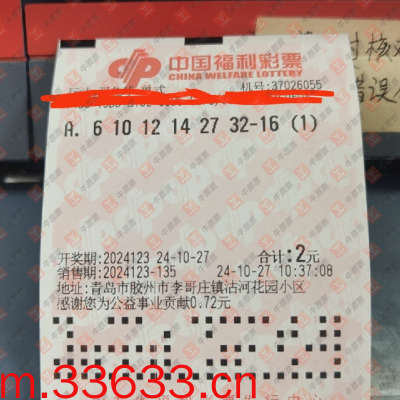 中国福利彩票
CHINA WELFARE LOTTERY
机号:37026055
A. 6 10 12 14 27 32-16 (1)
开奖期:2024123 24-10-27 合计:2元
销售期:2024123-135 24-10-27 10:37:08
地址:青岛市胶州市李哥庄镇沽河花园小区
感谢您为公益事业贡献0.72元
m.33633.cn